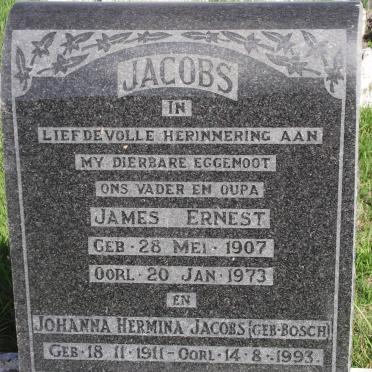 JACOBS
IN
LIEFDEVOLLE HERINNERING AAN
MY DIERBARE EGGENOOT
ONS VADER EN OUPA
JAMES ERNEST
GEB · 28 MEI · 1907
OORL · 20 JAN · 1973
EN
JOHANNA HERMINA JACOBS (GEB·BOSCH)
GEB·18·11·1911-OORL·14·8·1993.